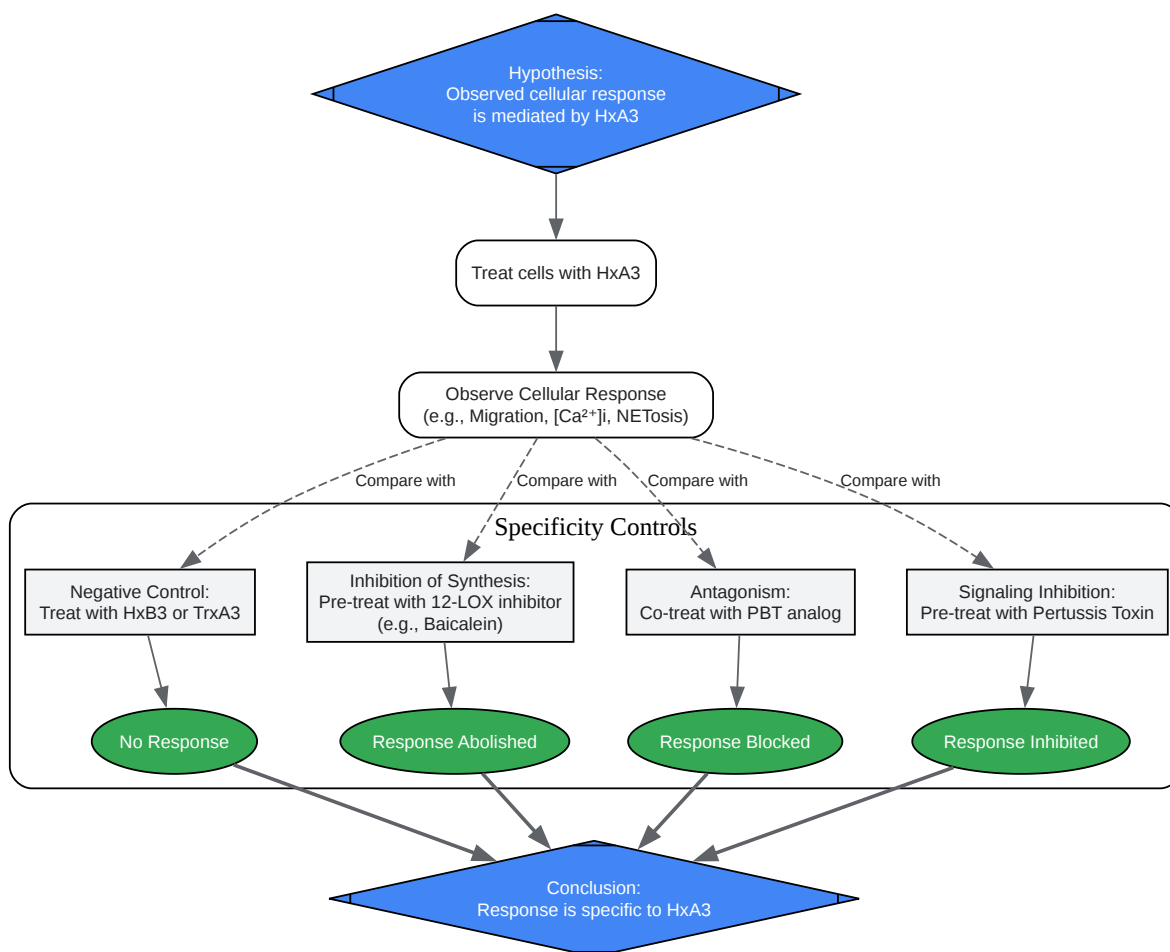 Hypothesis:
Observed cellular response
is mediated by HxA3
Treat cells with HxA3
Observe Cellular Response
(e.g., Migration, [Ca²⁺]i, NETosis)
Compare with
Compare with
Compare with
Compare with
Specificity Controls
Negative Control:
Treat with HxB3 or TrxA3
Inhibition of Synthesis:
Pre-treat with 12-LOX inhibitor
(e.g., Baicalein)
Antagonism:
Co-treat with PBT analog
Signaling Inhibition:
Pre-treat with Pertussis Toxin
No Response
Response Abolished
Response Blocked
Response Inhibited
Conclusion:
Response is specific to HxA3